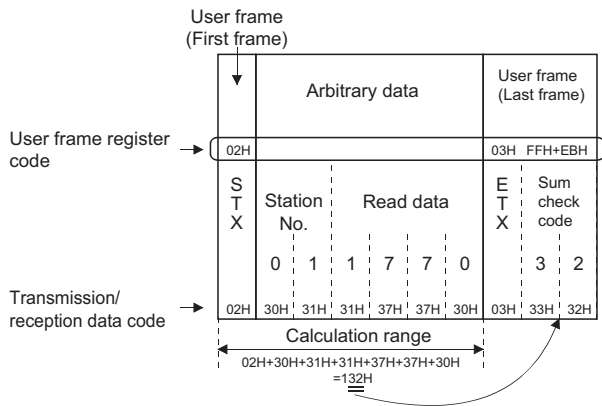 User frame
(First frame)
Arbitrary data
User frame
(Last frame)
User frame register
code
02H
03H FFH+EBH
S
T
X
Station
No.
Read data
E
T
X
Sum
check
code
0 1 1 7 7 0 3 2
Transmission/
reception data code
02H 30H 31H 31H 37H 37H 30H 03H 33H 32H
Calculation range
02H+30H+31H+31H+37H+37H+30H
=132H